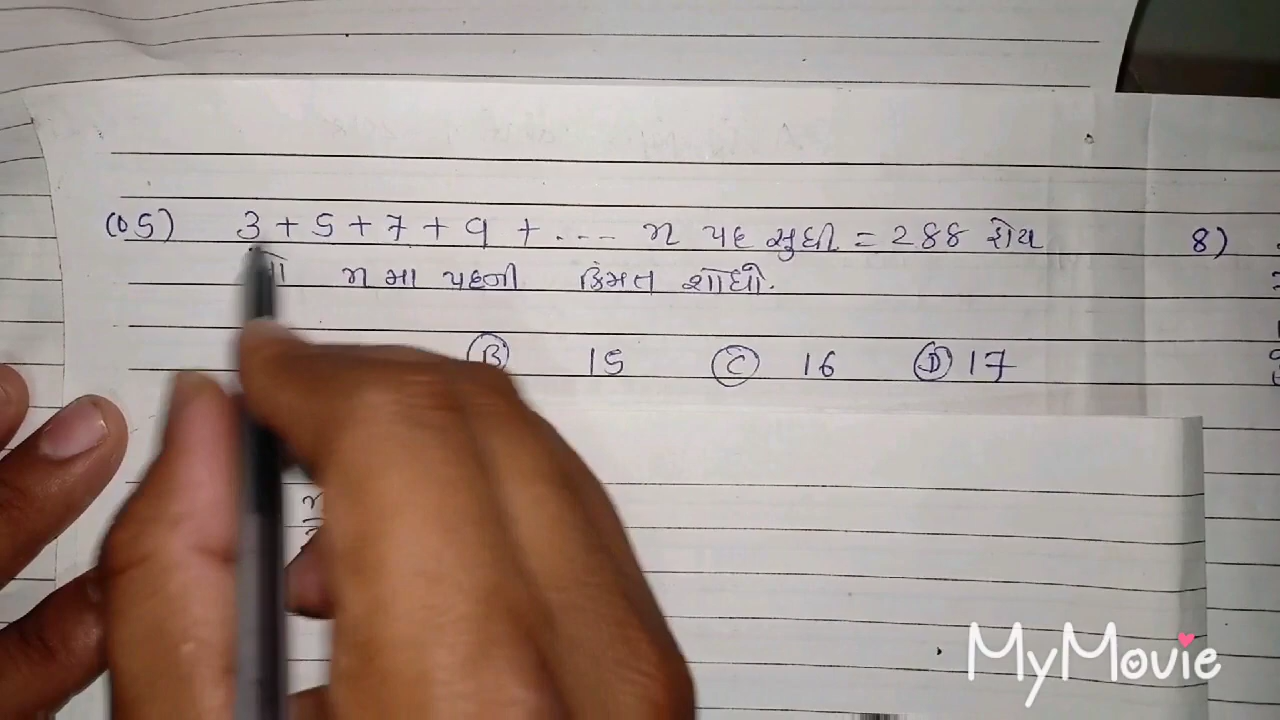 (05) 3 + 5 + 7 + 9 + .... n પદ સુધી = 288 હોય
n મા પદની કિંમત શોધી.
(B) 15 (C) 16 (D) 17
8)
MyMovie